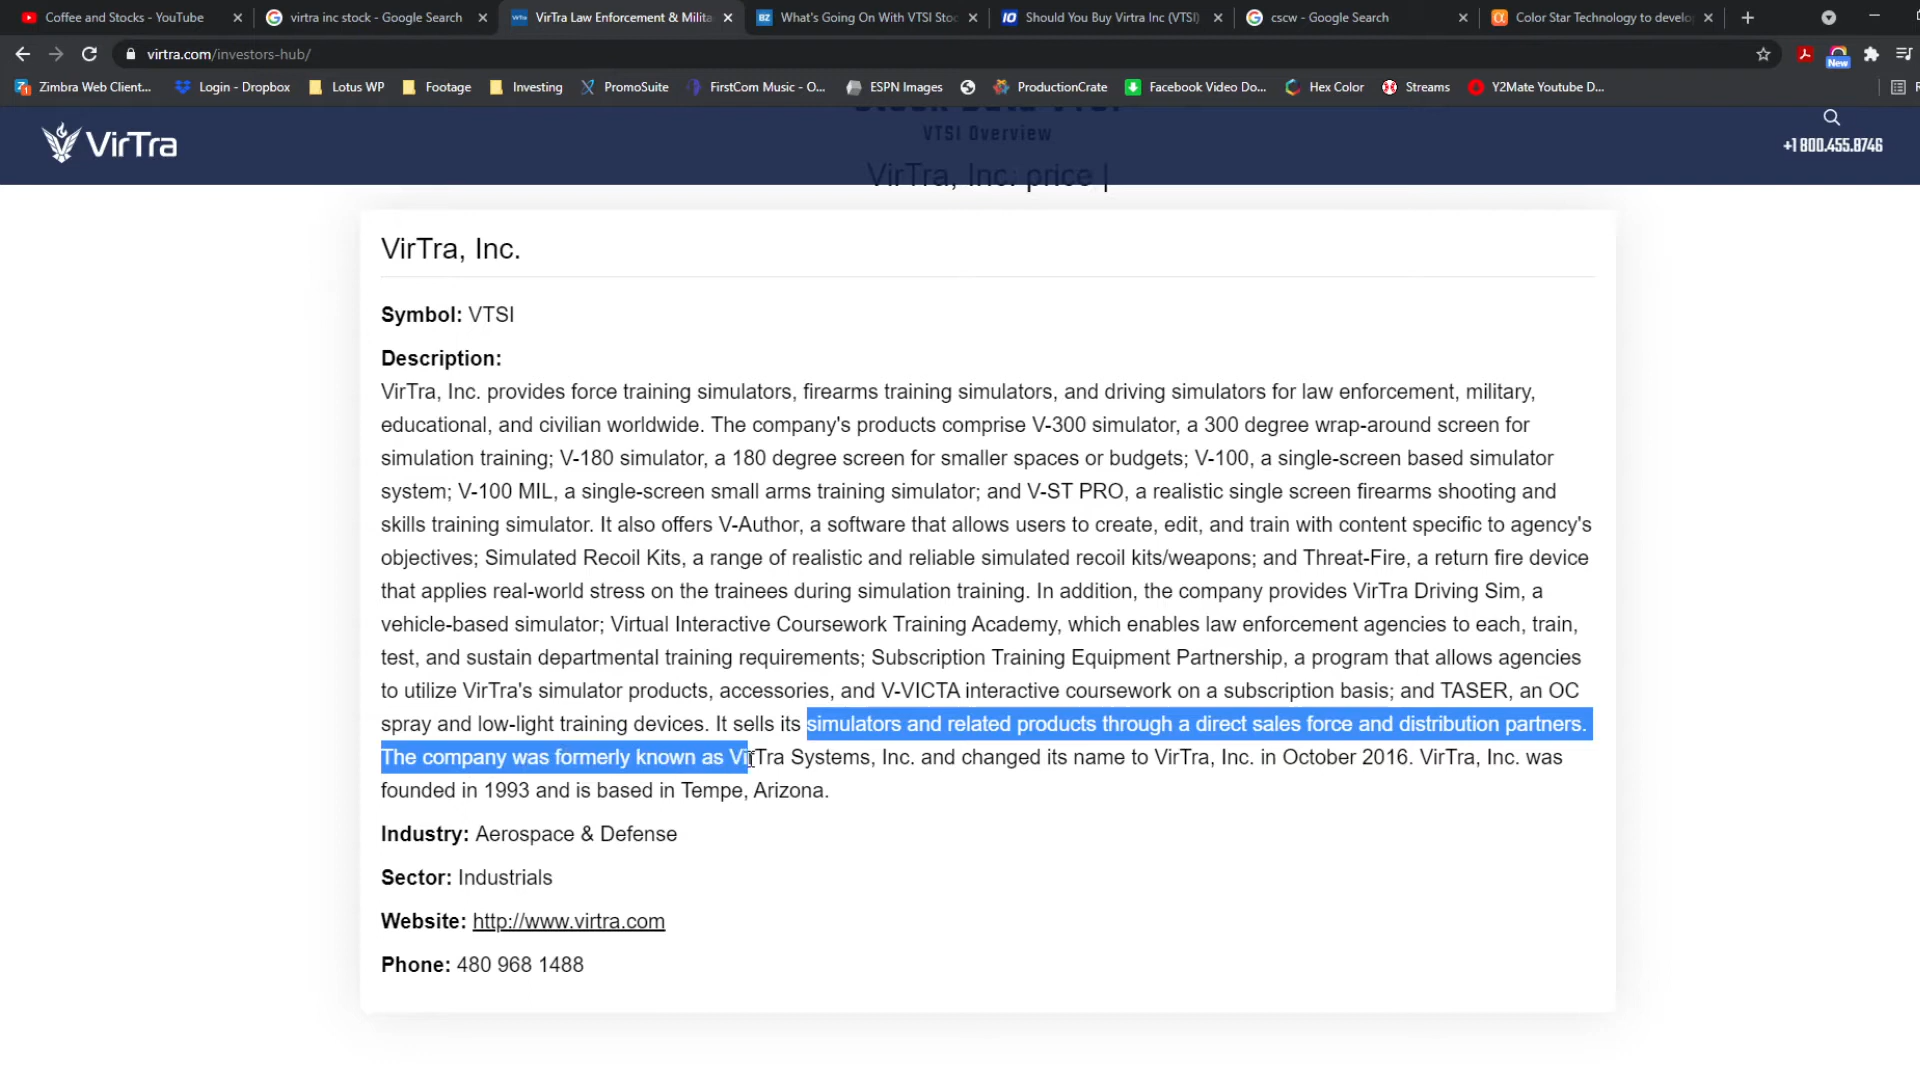 Coffee and Stocks - YouTube
virtra inc stock - Google Search
VirTra Law Enforcement & Milita
What's Going On With VTSI Stoc
Should You Buy Virtra Inc (VTSI)
cscw - Google Search
Color Star Technology to develo
virtra.com/investors-hub/
New
Zimbra Web Client...
Login - Dropbox
Lotus WP
Footage
Investing
PromoSuite
FirstCom Music - O...
ESPN Images
ProductionCrate
Facebook Video Do...
Hex Color
Streams
Y2Mate Youtube D...
VirTra
VTSI Overview
VirTra, Inc. price |
+1 800.455.8746
VirTra, Inc.
Symbol: VTSI
Description:
VirTra, Inc. provides force training simulators, firearms training simulators, and driving simulators for law enforcement, military,
educational, and civilian worldwide. The company's products comprise V-300 simulator, a 300 degree wrap-around screen for
simulation training; V-180 simulator, a 180 degree screen for smaller spaces or budgets; V-100, a single-screen based simulator
system; V-100 MIL, a single-screen small arms training simulator; and V-ST PRO, a realistic single screen firearms shooting and
skills training simulator. It also offers V-Author, a software that allows users to create, edit, and train with content specific to agency's
objectives; Simulated Recoil Kits, a range of realistic and reliable simulated recoil kits/weapons; and Threat-Fire, a return fire device
that applies real-world stress on the trainees during simulation training. In addition, the company provides VirTra Driving Sim, a
vehicle-based simulator; Virtual Interactive Coursework Training Academy, which enables law enforcement agencies to each, train,
test, and sustain departmental training requirements; Subscription Training Equipment Partnership, a program that allows agencies
to utilize VirTra's simulator products, accessories, and V-VICTA interactive coursework on a subscription basis; and TASER, an OC
spray and low-light training devices. It sells its simulators and related products through a direct sales force and distribution partners.
The company was formerly known as VirTra Systems, Inc. and changed its name to VirTra, Inc. in October 2016. VirTra, Inc. was
founded in 1993 and is based in Tempe, Arizona.
Industry: Aerospace & Defense
Sector: Industrials
Website: http://www.virtra.com
Phone: 480 968 1488